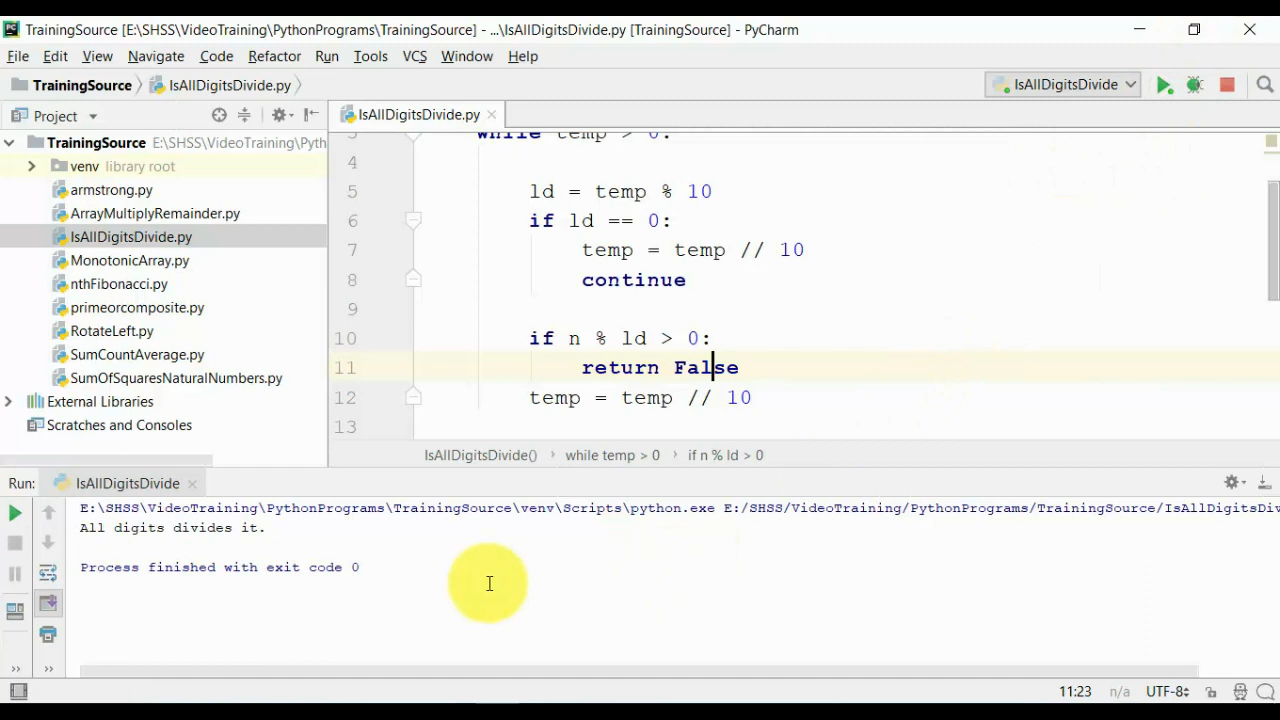 TrainingSource [E:\SHSS\VideoTraining\PythonPrograms\TrainingSource] - ...\IsAllDigitsDivide.py [TrainingSource] - PyCharm
File Edit View Navigate Code Refactor Run Tools VCS Window Help
TrainingSource IsAllDigitsDivide.py IsAllDigitsDivide
Project
TrainingSource E:\SHSS\VideoTraining\Pyth
venv library root
armstrong.py
ArrayMultiplyRemainder.py
IsAllDigitsDivide.py
MonotonicArray.py
nthFibonacci.py
primeorcomposite.py
RotateLeft.py
SumCountAverage.py
SumOfSquaresNaturalNumbers.py
External Libraries
Scratches and Consoles
IsAllDigitsDivide.py
3 while temp > 0:
4
5 ld = temp % 10
6 if ld == 0:
7 temp = temp // 10
8 continue
9
10 if n % ld > 0:
11 return False
12 temp = temp // 10
13
IsAllDigitsDivide() › while temp > 0 › if n % ld > 0
Run: IsAllDigitsDivide
E:\SHSS\VideoTraining\PythonPrograms\TrainingSource\venv\Scripts\python.exe E:/SHSS/VideoTraining/PythonPrograms/TrainingSource/IsAllDigitsDiv
All digits divides it.
Process finished with exit code 0
11:23 n/a UTF-8